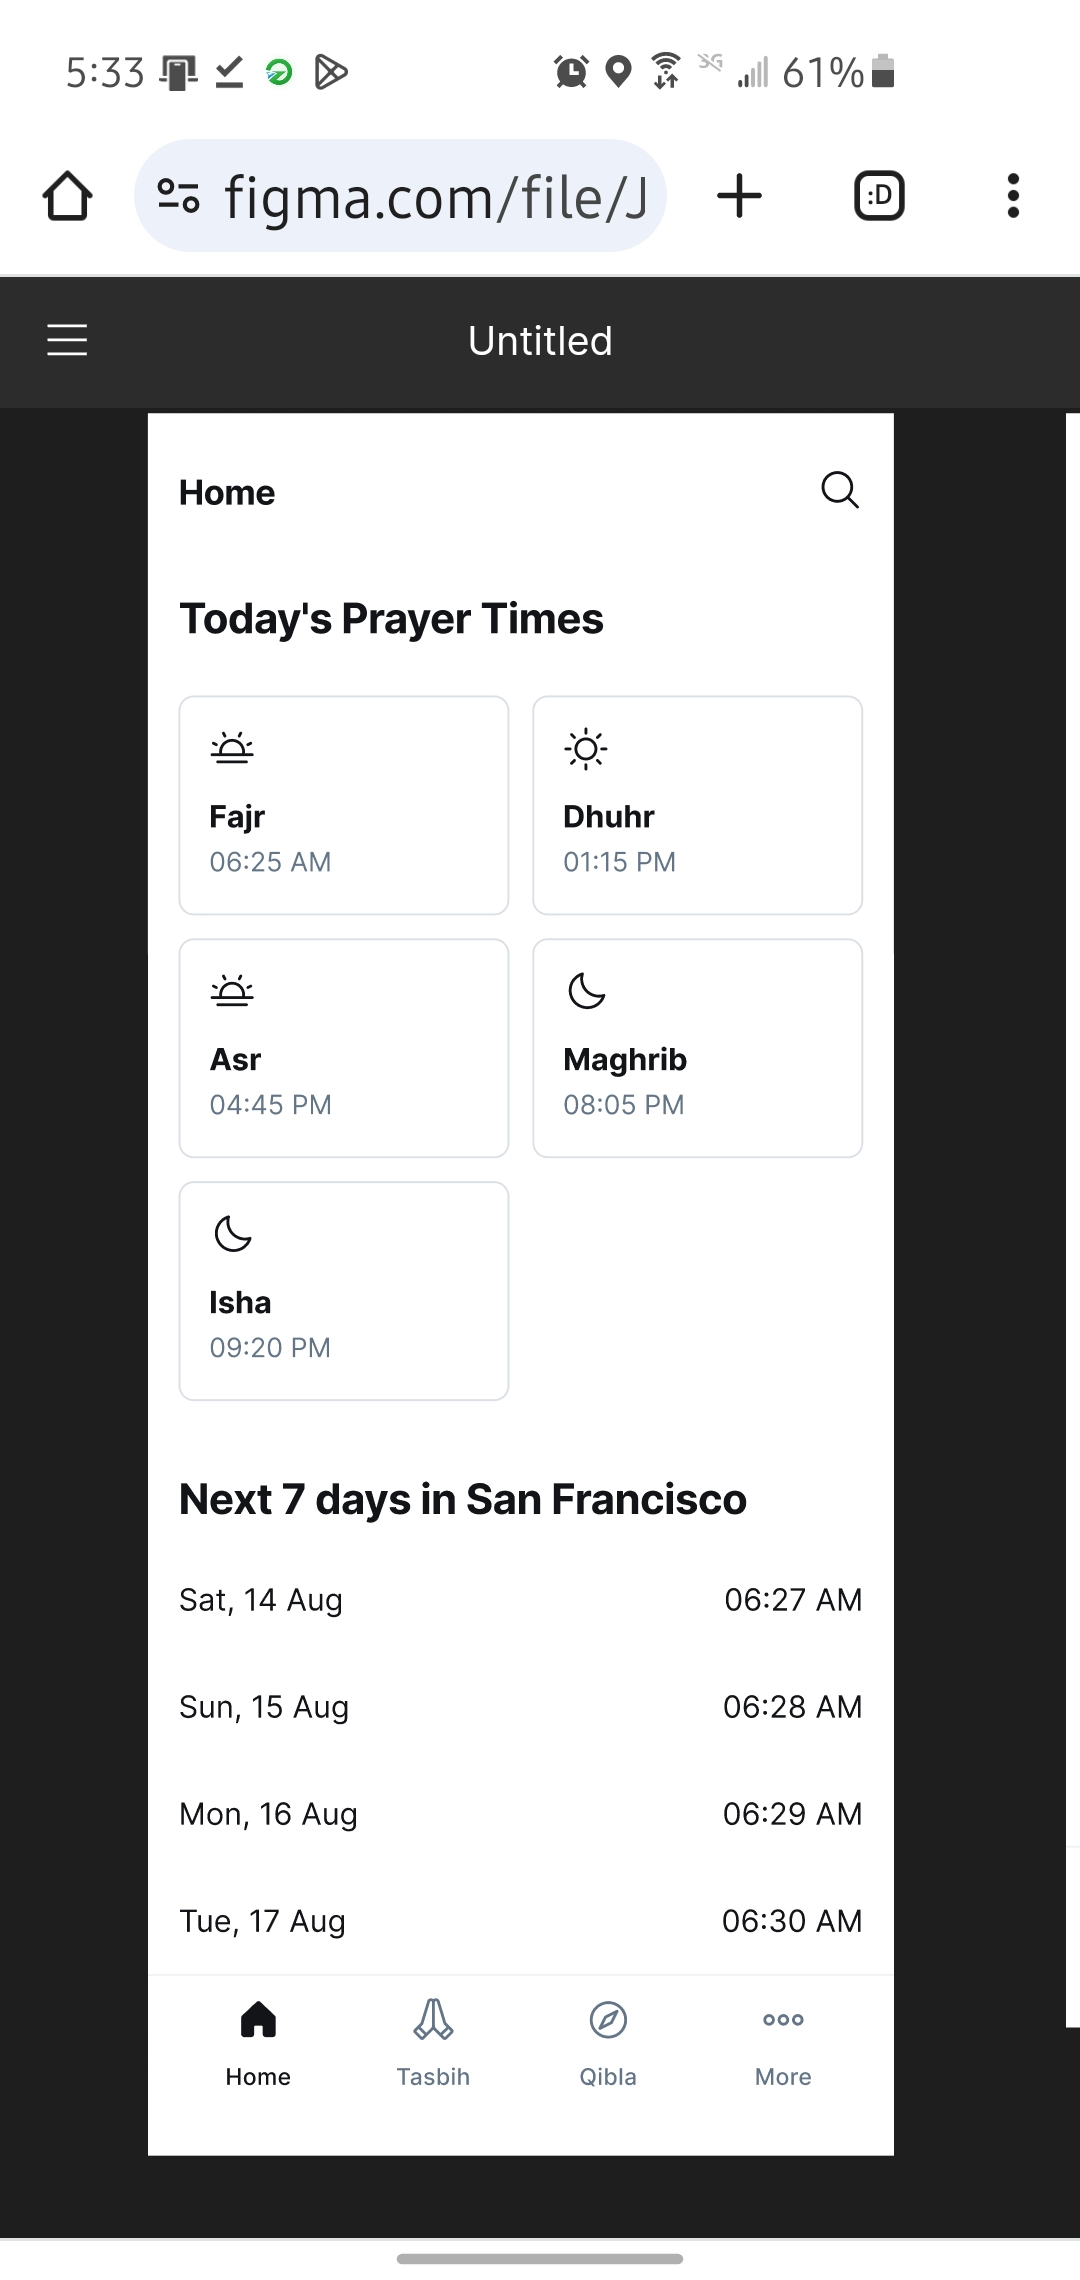 5:33
61%
figma.com/file/J
:D
Untitled
Home
Today's Prayer Times
Fajr
06:25 AM
Dhuhr
01:15 PM
Asr
04:45 PM
Maghrib
08:05 PM
Isha
09:20 PM
Next 7 days in San Francisco
Sat, 14 Aug 06:27 AM
Sun, 15 Aug 06:28 AM
Mon, 16 Aug 06:29 AM
Tue, 17 Aug 06:30 AM
Home Tasbih Qibla More